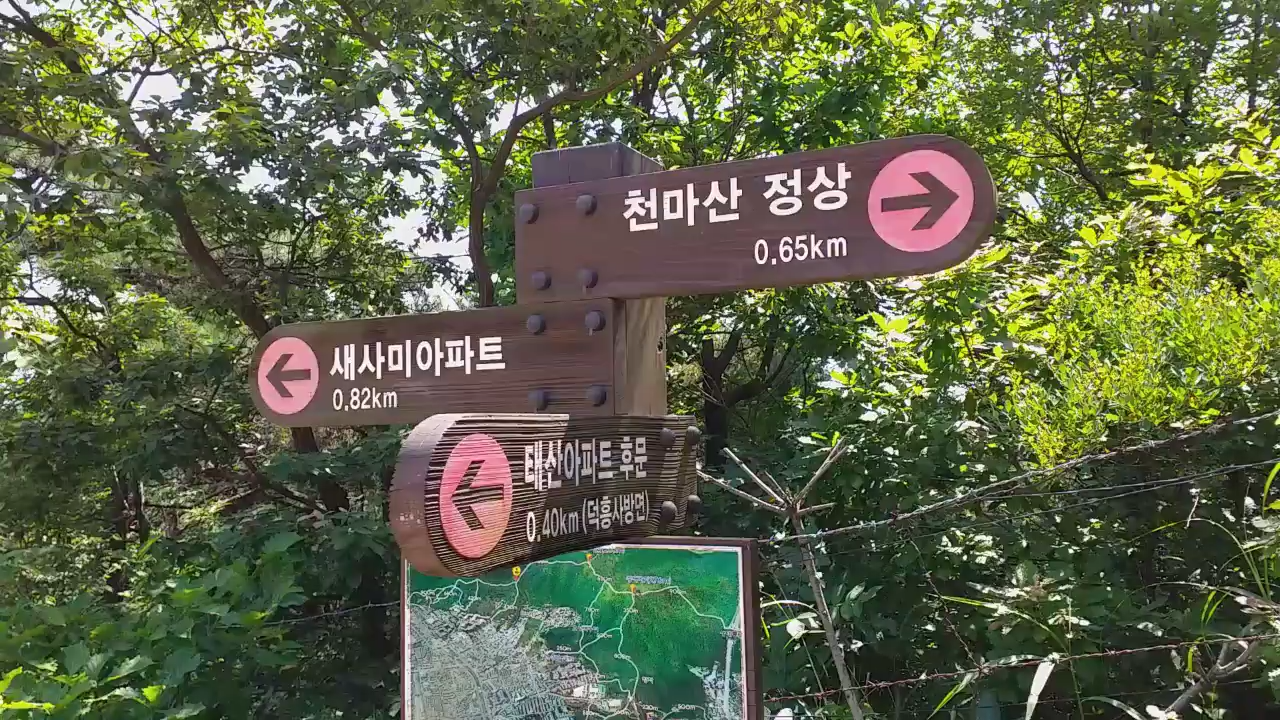 천마산 정상
0.65km
새사미아파트
0.82km
태산아파트 후문
0.40km (덕흥사방면)